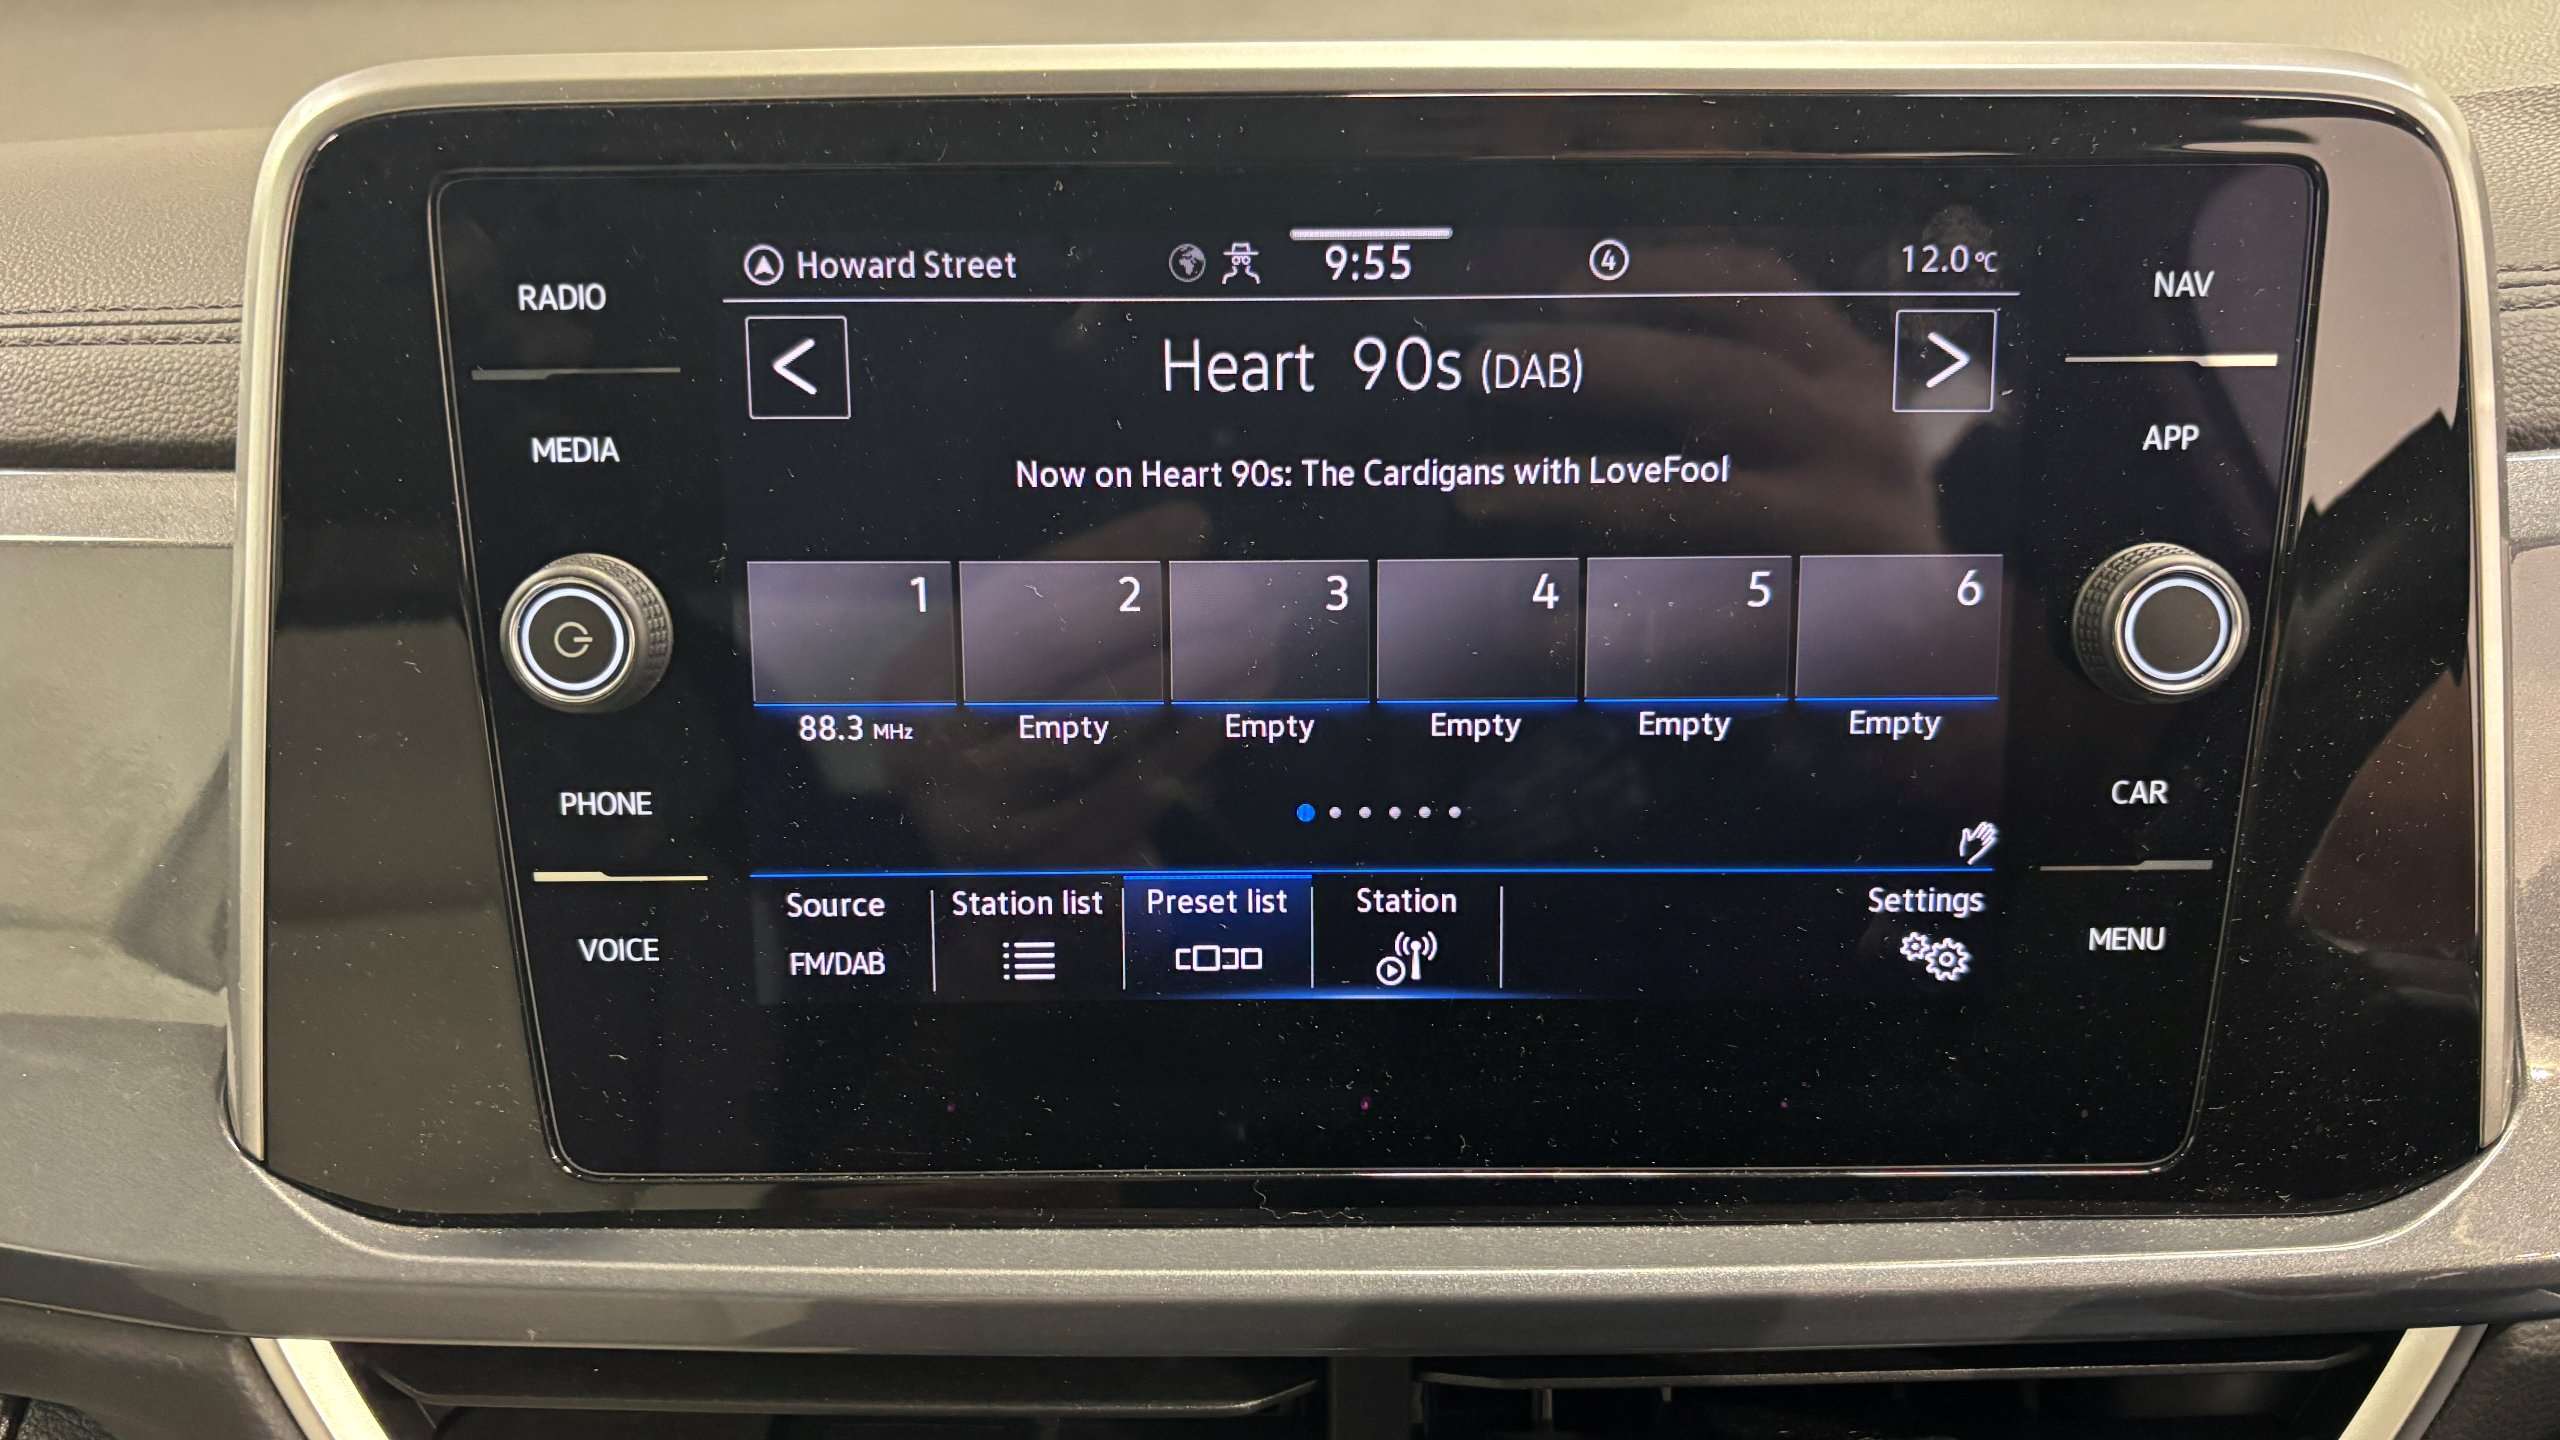 Howard Street 9:55 4 12.0 °C
RADIO
NAV
Heart 90s (DAB)
MEDIA
APP
Now on Heart 90s: The Cardigans with LoveFool
1 2 3 4 5 6
88.3 MHz Empty Empty Empty Empty Empty
PHONE
CAR
Source Station list Preset list Station Settings
FM/DAB
VOICE
MENU